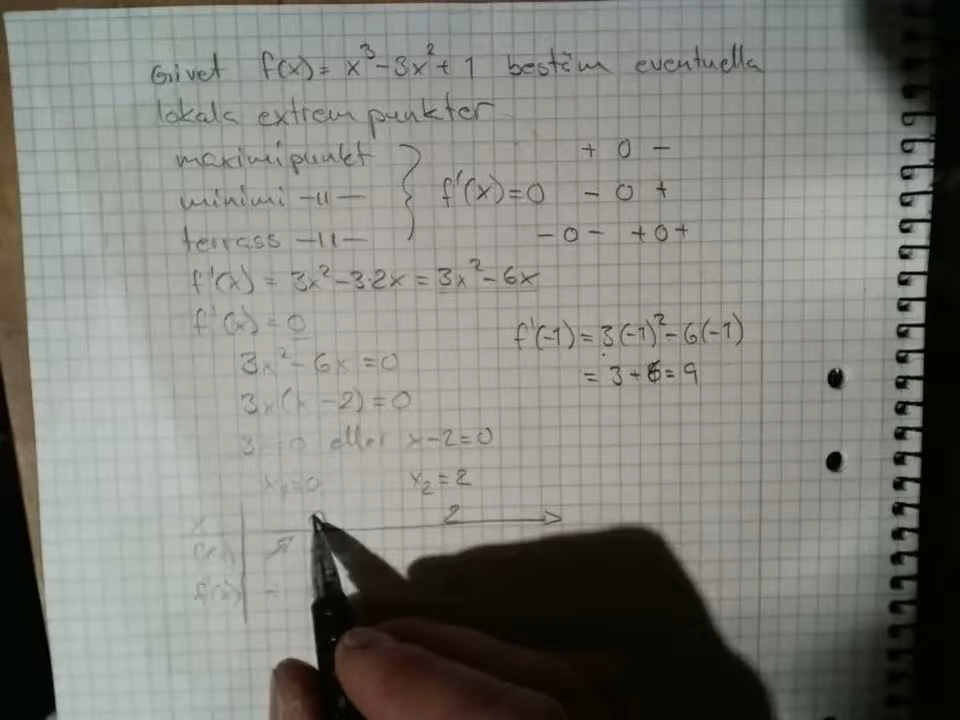 Givet f(x) = x³ - 3x² + 1 bestäm eventuella
lokala extrempunkter
maximipunkt + 0 -
minimi -11- f'(x) = 0 - 0 +
terrass -11- -0- +0+
f'(x) = 3x² - 3·2x = 3x² - 6x
f'(x) = 0
3x² - 6x = 0
3x(x - 2) = 0
3x = 0 eller x - 2 = 0
x₁ = 0 x₂ = 2
f'(-1) = 3(-1)² - 6(-1)
= 3 + 6 = 9
x 2
f'(x)